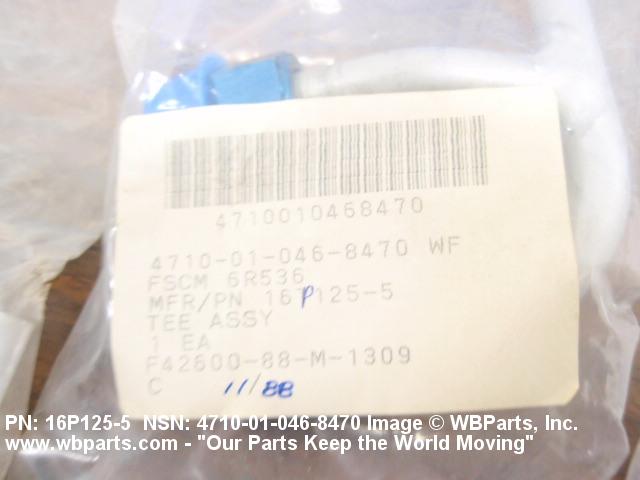 4710010468470
4710-01-046-8470 WF
FSCM 6R536
MFR/PN 16P125-5
TEE ASSY
1 EA
F42600-88-M-1309
C 11/88
PN: 16P125-5 NSN: 4710-01-046-8470 Image © WBParts, Inc.
www.wbparts.com - "Our Parts Keep the World Moving"